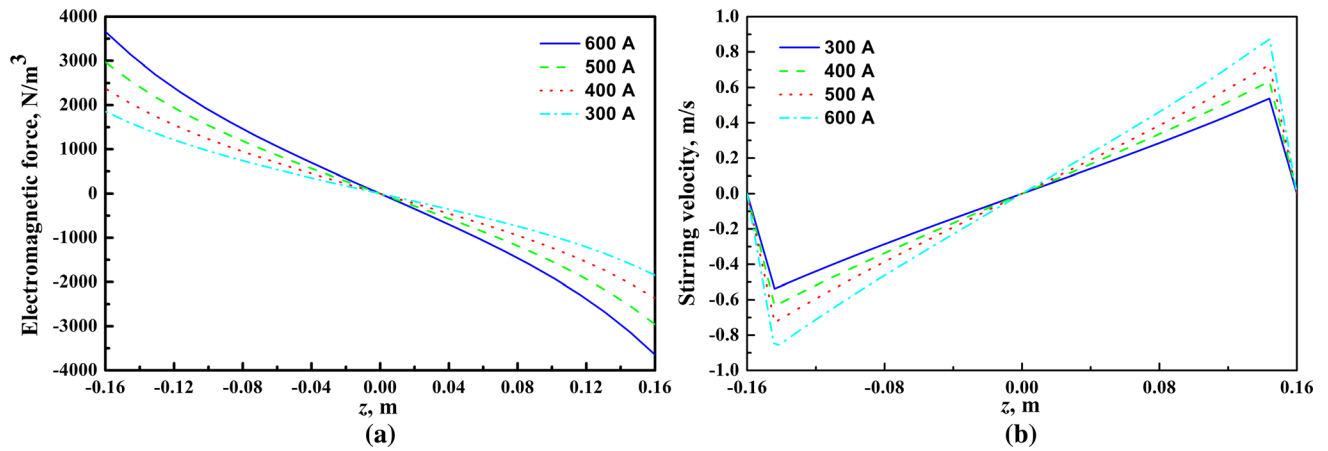 Electromagnetic force, N/m³
4000
3000
2000
1000
0
-1000
-2000
-3000
-4000
600 A
500 A
400 A
300 A
-0.16 -0.12 -0.08 -0.04 0.00 0.04 0.08 0.12 0.16
z, m
(a)
Stirring velocity, m/s
1.0
0.8
0.6
0.4
0.2
0.0
-0.2
-0.4
-0.6
-0.8
-1.0
300 A
400 A
500 A
600 A
-0.16 -0.08 0.00 0.08 0.16
z, m
(b)